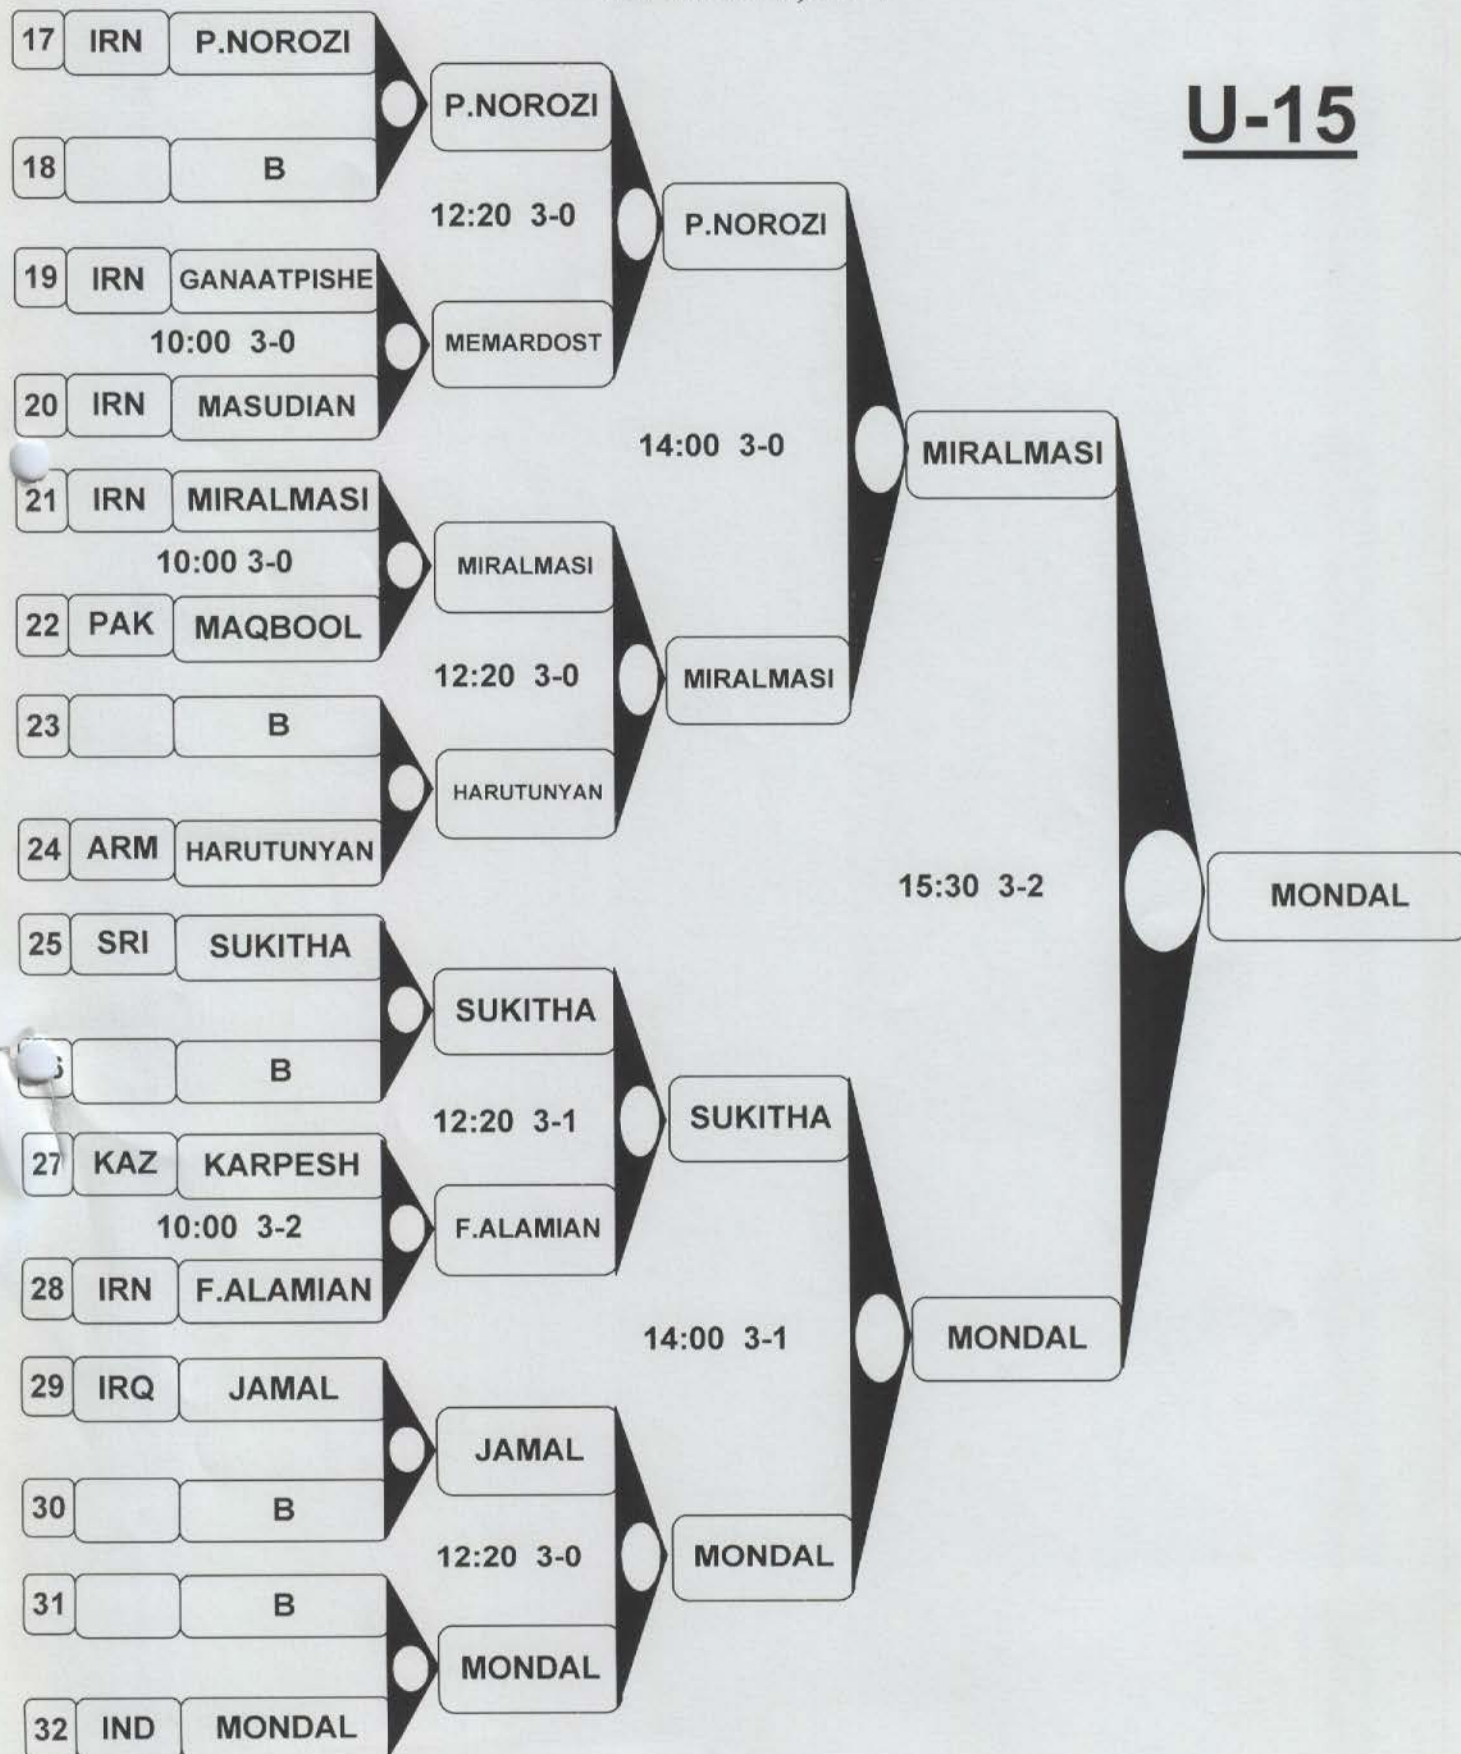 U-15
17 IRN P.NOROZI
P.NOROZI
18 B
12:20 3-0
P.NOROZI
19 IRN GANAATPISHE
10:00 3-0
MEMARDOST
20 IRN MASUDIAN
14:00 3-0
MIRALMASI
21 IRN MIRALMASI
10:00 3-0
MIRALMASI
22 PAK MAQBOOL
12:20 3-0
MIRALMASI
23 B
HARUTUNYAN
24 ARM HARUTUNYAN
15:30 3-2
MONDAL
25 SRI SUKITHA
SUKITHA
B
12:20 3-1
SUKITHA
27 KAZ KARPESH
10:00 3-2
F.ALAMIAN
28 IRN F.ALAMIAN
14:00 3-1
MONDAL
29 IRQ JAMAL
JAMAL
30 B
12:20 3-0
MONDAL
31 B
MONDAL
32 IND MONDAL